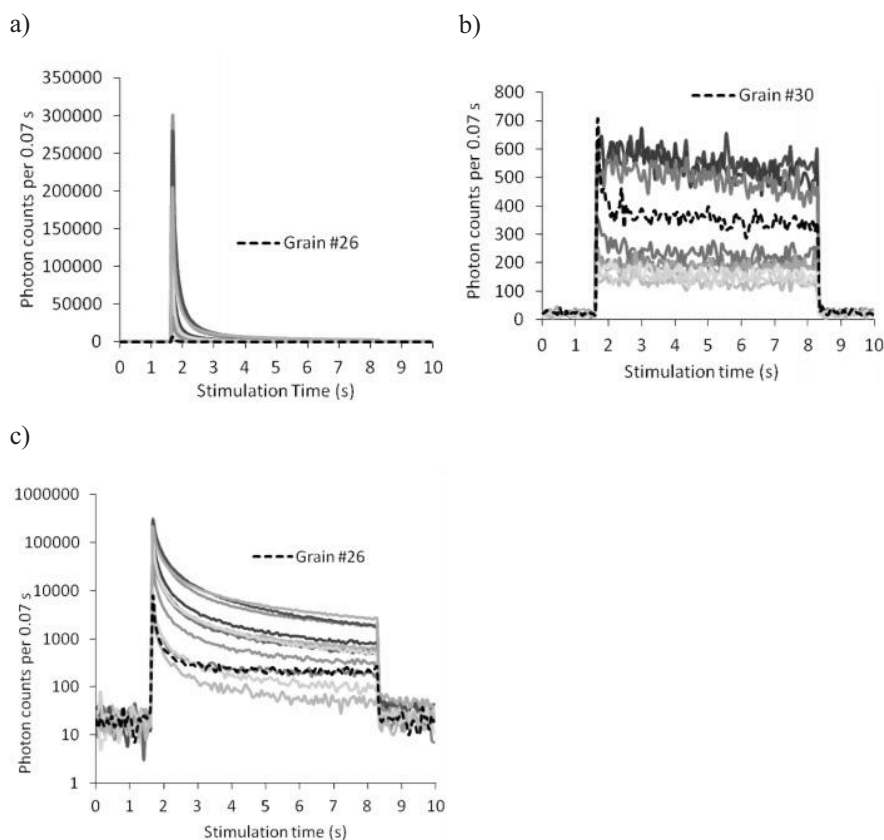 a)
350000
300000
250000
200000
150000
100000
50000
0
Photon counts per 0.07 s
Grain #26
0 1 2 3 4 5 6 7 8 9 10
Stimulation Time (s)
b)
800
700
600
500
400
300
200
100
0
Photon counts per 0.07 s
Grain #30
0 1 2 3 4 5 6 7 8 9 10
Stimulation time (s)
c)
1000000
100000
10000
1000
100
10
1
Photon counts per 0.07 s
Grain #26
0 1 2 3 4 5 6 7 8 9 10
Stimulation time (s)